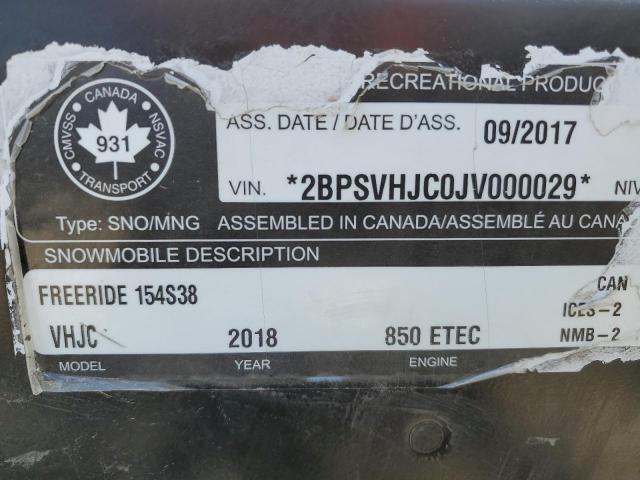 RECREATIONAL PRODUC
CANADA
CMVSS
NSVAC
931
TRANSPORT
ASS. DATE / DATE D'ASS. 09/2017
VIN. *2BPSVHJC0JV000029* NIV
Type: SNO/MNG ASSEMBLED IN CANADA/ASSEMBLÉ AU CANA
SNOWMOBILE DESCRIPTION
FREERIDE 154S38 CAN
ICES-2
VHJC 2018 850 ETEC NMB-2
MODEL YEAR ENGINE